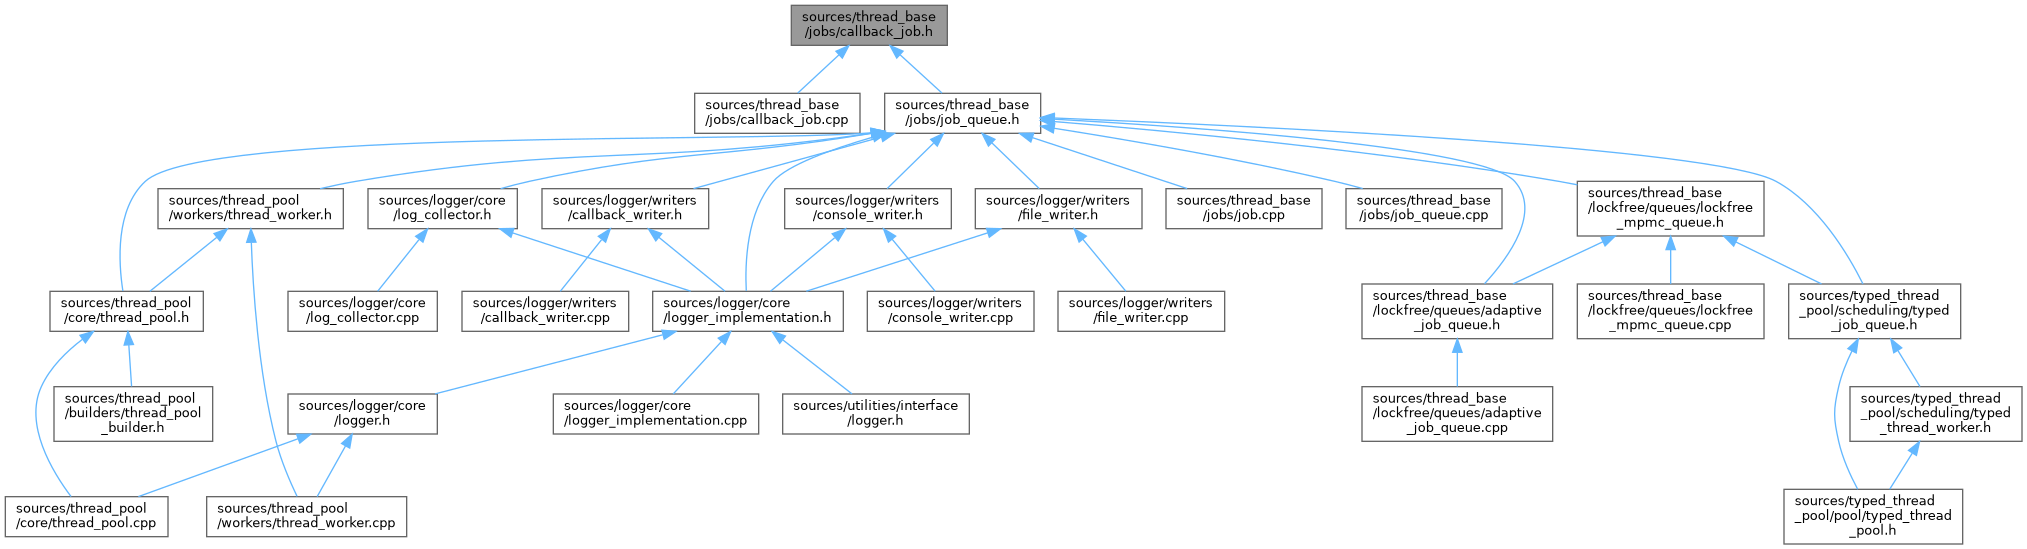 sources/thread_base
/jobs/callback_job.h
sources/thread_base
/jobs/callback_job.cpp
sources/thread_base
/jobs/job_queue.h
sources/thread_pool
/workers/thread_worker.h
sources/logger/core
/log_collector.h
sources/logger/writers
/callback_writer.h
sources/logger/writers
/console_writer.h
sources/logger/writers
/file_writer.h
sources/thread_base
/jobs/job.cpp
sources/thread_base
/jobs/job_queue.cpp
sources/thread_base
/lockfree/queues/lockfree
_mpmc_queue.h
sources/thread_pool
/core/thread_pool.h
sources/logger/core
/log_collector.cpp
sources/logger/writers
/callback_writer.cpp
sources/logger/core
/logger_implementation.h
sources/logger/writers
/console_writer.cpp
sources/logger/writers
/file_writer.cpp
sources/thread_base
/lockfree/queues/adaptive
_job_queue.h
sources/thread_base
/lockfree/queues/lockfree
_mpmc_queue.cpp
sources/typed_thread
_pool/scheduling/typed
_job_queue.h
sources/thread_pool
/builders/thread_pool
_builder.h
sources/logger/core
/logger.h
sources/logger/core
/logger_implementation.cpp
sources/utilities/interface
/logger.h
sources/thread_base
/lockfree/queues/adaptive
_job_queue.cpp
sources/typed_thread
_pool/scheduling/typed
_thread_worker.h
sources/thread_pool
/core/thread_pool.cpp
sources/thread_pool
/workers/thread_worker.cpp
sources/typed_thread
_pool/pool/typed_thread
_pool.h